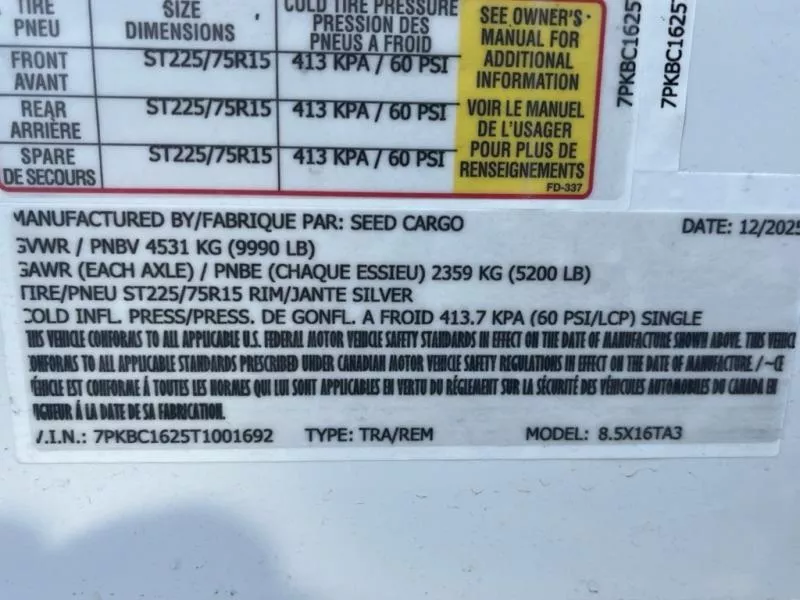 TIRE
PNEU
SIZE
DIMENSIONS
COLD TIRE PRESSURE
PRESSION DES
PNEUS A FROID
SEE OWNER'S
MANUAL FOR
ADDITIONAL
INFORMATION
FRONT
AVANT
ST225/75R15
413 KPA / 60 PSI
REAR
ARRIÈRE
ST225/75R15
413 KPA / 60 PSI
VOIR LE MANUEL
DE L'USAGER
POUR PLUS DE
RENSEIGNEMENTS
SPARE
DE SECOURS
ST225/75R15
413 KPA / 60 PSI
FD-337
7PKBC1625
7PKBC1625
MANUFACTURED BY/FABRIQUE PAR: SEED CARGO DATE: 12/2025
GVWR / PNBV 4531 KG (9990 LB)
GAWR (EACH AXLE) / PNBE (CHAQUE ESSIEU) 2359 KG (5200 LB)
TIRE/PNEU ST225/75R15 RIM/JANTE SILVER
COLD INFL. PRESS/PRESS. DE GONFL. A FROID 413.7 KPA (60 PSI/LCP) SINGLE
THIS VEHICLE CONFORMS TO ALL APPLICABLE U.S. FEDERAL MOTOR VEHICLE SAFETY STANDARDS IN EFFECT ON THE DATE OF MANUFACTURE SHOWN ABOVE. THIS VEHICL
CONFORMS TO ALL APPLICABLE STANDARDS PRESCRIBED UNDER CANADIAN MOTOR VEHICLE SAFETY REGULATIONS IN EFFECT ON THE DATE OF MANUFACTURE. / ~CE
VÉHICLE EST CONFORME À TOUTES LES NORMES QUI LUI SONT APPLICABLES EN VERTU DU RÉGLEMENT SUR LA SÉCURITÉ DES VÉHICULES AUTOMOBILES DU CANADA EN
VIGUEUR À LA DATE DE SA FABRICATION.
V.I.N.: 7PKBC1625T1001692 TYPE: TRA/REM MODEL: 8.5X16TA3